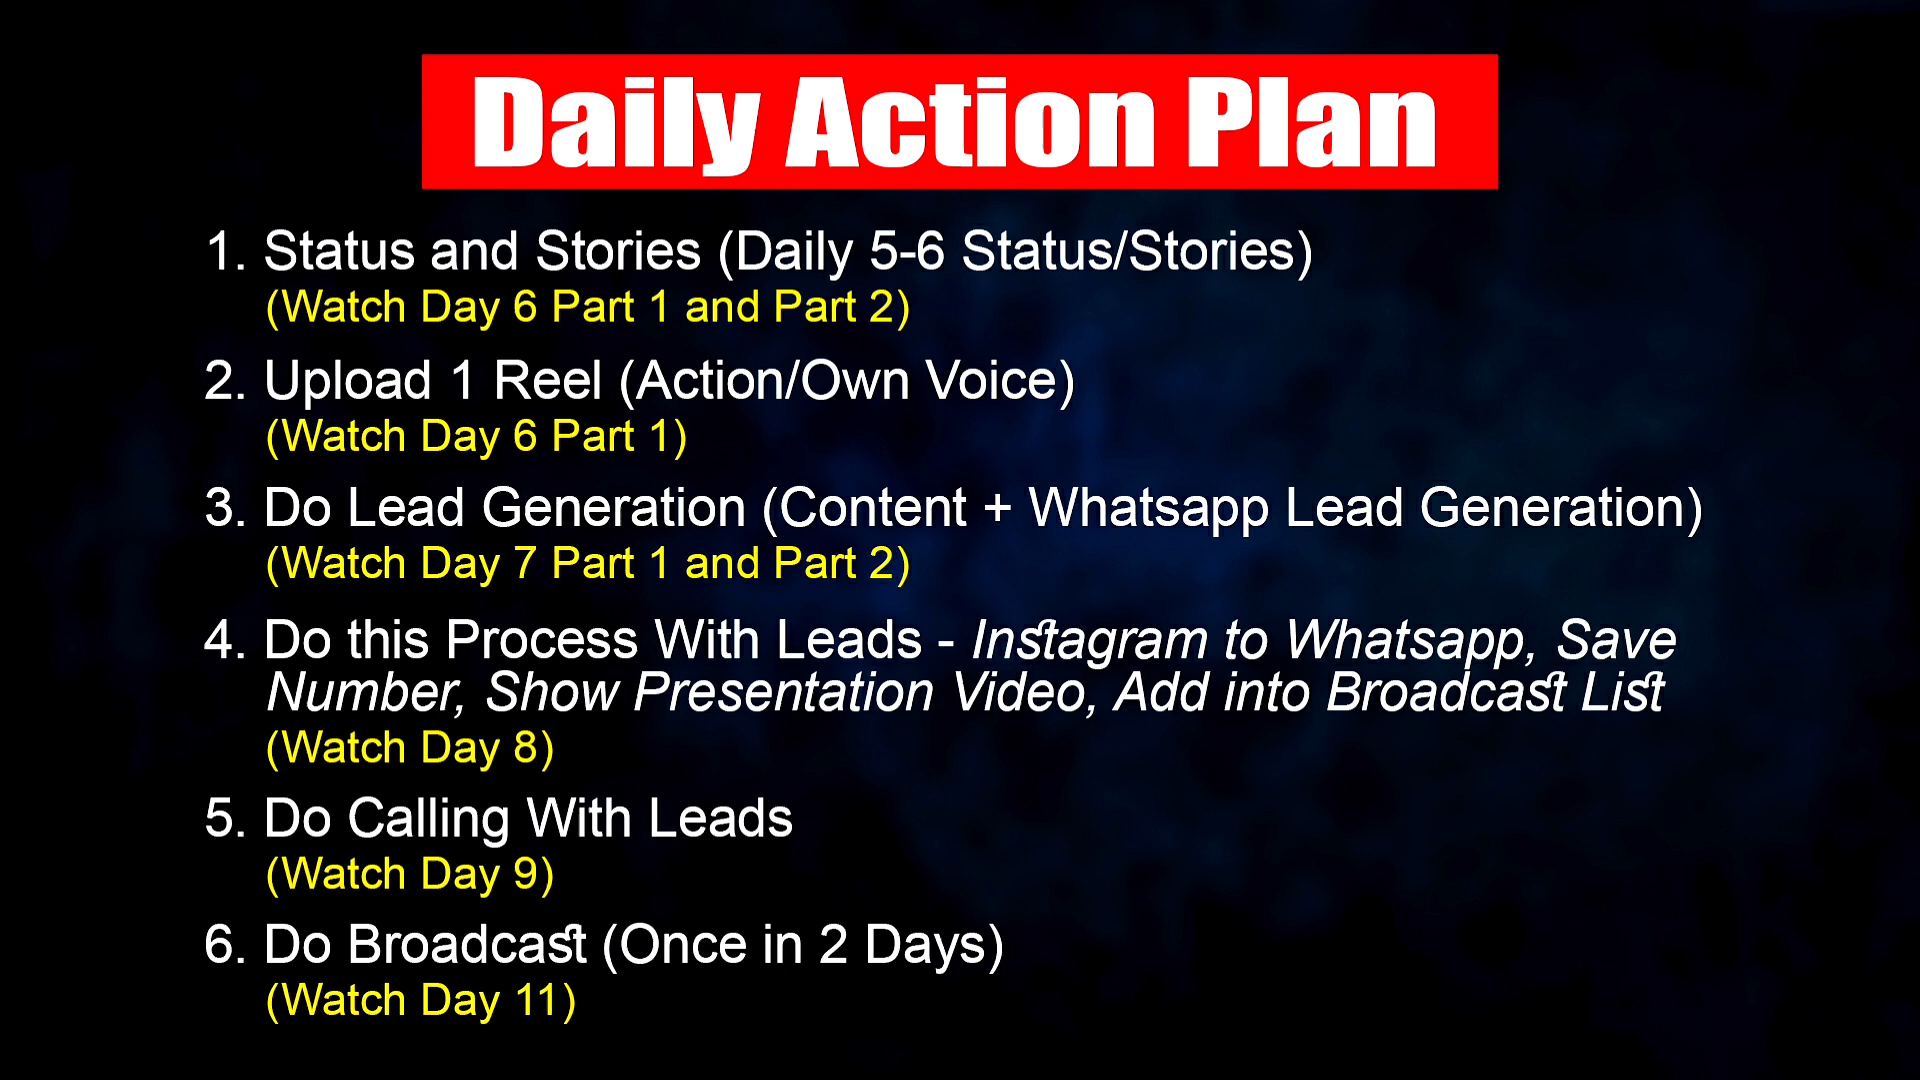 Daily Action Plan
1. Status and Stories (Daily 5-6 Status/Stories)
(Watch Day 6 Part 1 and Part 2)
2. Upload 1 Reel (Action/Own Voice)
(Watch Day 6 Part 1)
3. Do Lead Generation (Content + Whatsapp Lead Generation)
(Watch Day 7 Part 1 and Part 2)
4. Do this Process With Leads - Instagram to Whatsapp, Save
Number, Show Presentation Video, Add into Broadcast List
(Watch Day 8)
5. Do Calling With Leads
(Watch Day 9)
6. Do Broadcast (Once in 2 Days)
(Watch Day 11)